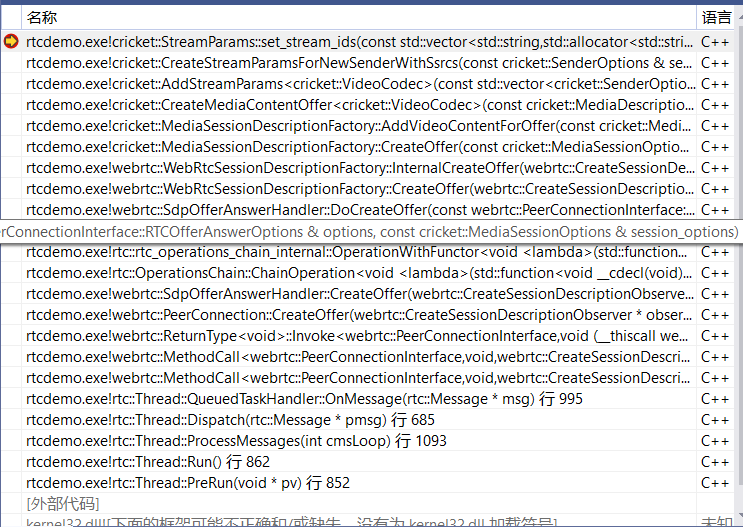 名称 语言
rtcdemo.exe!cricket::StreamParams::set_stream_ids(const std::vector<std::string,std::allocator<std::stri... C++
rtcdemo.exe!cricket::CreateStreamParamsForNewSenderWithSsrcs(const cricket::SenderOptions & se... C++
rtcdemo.exe!cricket::AddStreamParams<cricket::VideoCodec>(const std::vector<cricket::SenderOptio... C++
rtcdemo.exe!cricket::CreateMediaContentOffer<cricket::VideoCodec>(const cricket::MediaDescriptio... C++
rtcdemo.exe!cricket::MediaSessionDescriptionFactory::AddVideoContentForOffer(const cricket::Medi... C++
rtcdemo.exe!cricket::MediaSessionDescriptionFactory::CreateOffer(const cricket::MediaSessionOptio... C++
rtcdemo.exe!webrtc::WebRtcSessionDescriptionFactory::InternalCreateOffer(webrtc::CreateSessionDe... C++
rtcdemo.exe!webrtc::WebRtcSessionDescriptionFactory::CreateOffer(webrtc::CreateSessionDescriptio... C++
rtcdemo.exe!webrtc::SdpOfferAnswerHandler::DoCreateOffer(const webrtc::PeerConnectionInterface:... C++
erConnectionInterface::RTCOfferAnswerOptions & options, const cricket::MediaSessionOptions & session_options)
rtcdemo.exe!rtc::rtc_operations_chain_internal::OperationWithFunctor<void <lambda>(std::function... C++
rtcdemo.exe!rtc::OperationsChain::ChainOperation<void <lambda>(std::function<void __cdecl(void)... C++
rtcdemo.exe!webrtc::SdpOfferAnswerHandler::CreateOffer(webrtc::CreateSessionDescriptionObserve... C++
rtcdemo.exe!webrtc::PeerConnection::CreateOffer(webrtc::CreateSessionDescriptionObserver * obser... C++
rtcdemo.exe!webrtc::ReturnType<void>::Invoke<webrtc::PeerConnectionInterface,void (__thiscall we... C++
rtcdemo.exe!webrtc::MethodCall<webrtc::PeerConnectionInterface,void,webrtc::CreateSessionDescri... C++
rtcdemo.exe!webrtc::MethodCall<webrtc::PeerConnectionInterface,void,webrtc::CreateSessionDescri... C++
rtcdemo.exe!rtc::Thread::QueuedTaskHandler::OnMessage(rtc::Message * msg) 行 995 C++
rtcdemo.exe!rtc::Thread::Dispatch(rtc::Message * pmsg) 行 685 C++
rtcdemo.exe!rtc::Thread::ProcessMessages(int cmsLoop) 行 1093 C++
rtcdemo.exe!rtc::Thread::Run() 行 862 C++
rtcdemo.exe!rtc::Thread::PreRun(void * pv) 行 852 C++
[外部代码]
kernel32.dll![下面的框架可能不正确和/或缺失，没有为 kernel32.dll 加载符号] 未知